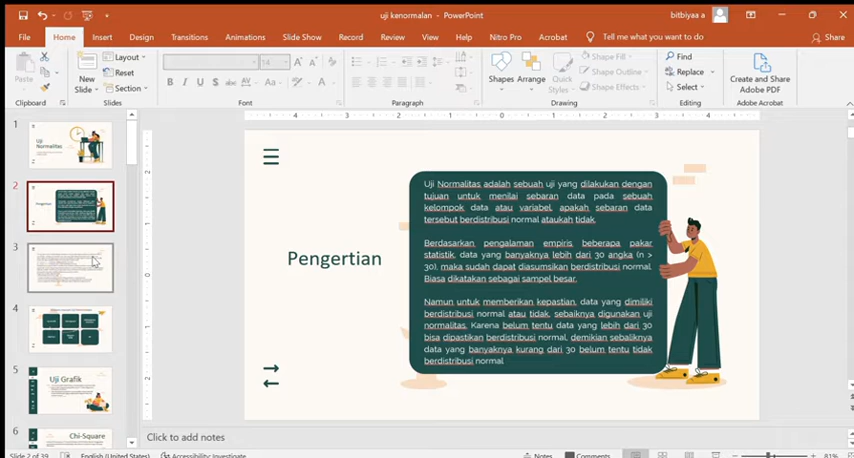 uji kenormalan - PowerPoint
bitbiyaa a
File Home Insert Design Transitions Animations Slide Show Record Review View Help Nitro Pro Acrobat Tell me what you want to do Share
Paste
New
Slide
Layout
Reset
Section
14
Shapes Arrange
Shape Fill
Shape Outline
Shape Effects
Find
Replace
Select
Create and Share
Adobe PDF
Clipboard Slides Font Paragraph Drawing Editing Adobe Acrobat
1
Uji
Normalitas
2
Pengertian
3
4
5
Uji Grafik
6
Chi-Square
Pengertian
Uji Normalitas adalah sebuah uji yang dilakukan dengan
tujuan untuk menilai sebaran data pada sebuah
kelompok data atau variabel, apakah sebaran data
tersebut berdistribusi normal ataukah tidak.
Berdasarkan pengalaman empiris beberapa pakar
statistik, data yang banyaknya lebih dari 30 angka (n >
30), maka sudah dapat diasumsikan berdistribusi normal.
Biasa dikatakan sebagai sampel besar.
Namun untuk memberikan kepastian, data yang dimiliki
berdistribusi normal atau tidak, sebaiknya digunakan uji
normalitas. Karena belum tentu data yang lebih dari 30
bisa dipastikan berdistribusi normal, demikian sebaliknya
data yang banyaknya kurang dari 30 belum tentu tidak
berdistribusi normal
Click to add notes
Slide 2 of 39 English (United States) Accessibility: Investigate Notes Comments 81%